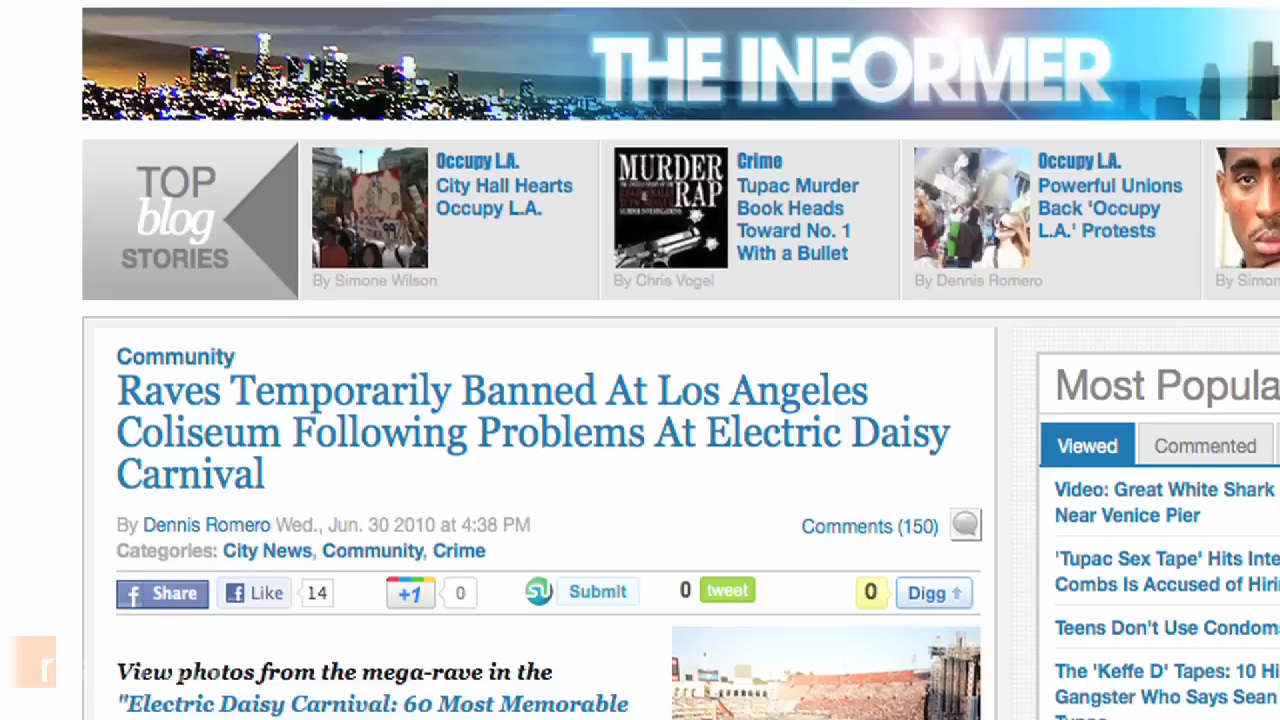 THE INFORMER
TOP
blog
STORIES
Occupy L.A.
City Hall Hearts
Occupy L.A.
By Simone Wilson
MURDER
RAP
Crime
Tupac Murder
Book Heads
Toward No. 1
With a Bullet
By Chris Vogel
Occupy L.A.
Powerful Unions
Back 'Occupy
L.A.' Protests
By Dennis Romero
By Simon
Community
Raves Temporarily Banned At Los Angeles
Coliseum Following Problems At Electric Daisy
Carnival
By Dennis Romero Wed., Jun. 30 2010 at 4:38 PM
Comments (150)
Categories: City News, Community, Crime
Share Like 14 +1 0 Submit 0 tweet 0 Digg
View photos from the mega-rave in the
"Electric Daisy Carnival: 60 Most Memorable
Most Popula
Viewed Commented
Video: Great White Shark
Near Venice Pier
'Tupac Sex Tape' Hits Inte
Combs Is Accused of Hiri
Teens Don't Use Condom
The 'Keffe D' Tapes: 10 Hi
Gangster Who Says Sean
r